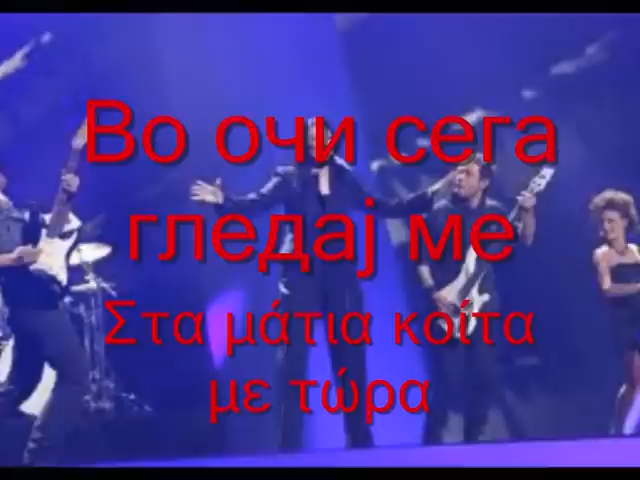 Во очи сега
гледај ме
Στα μάτια κοίτα
με τώρα